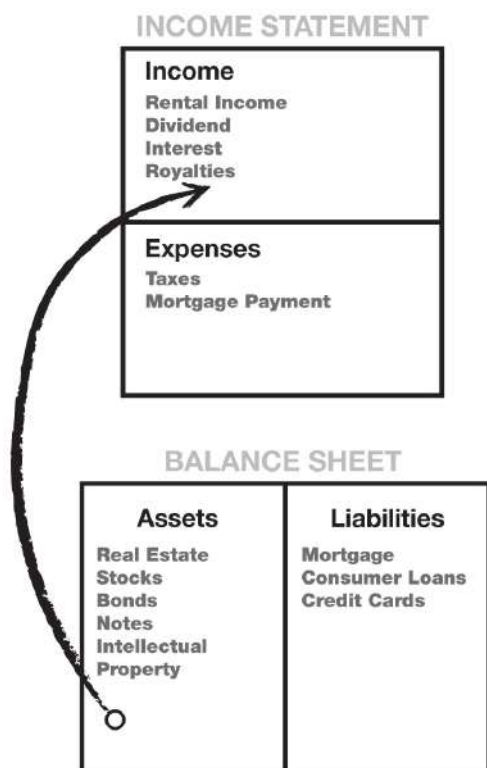 INCOME STATEMENT
Income
Rental Income
Dividend
Interest
Royalties
Expenses
Taxes
Mortgage Payment
BALANCE SHEET
Assets
Real Estate
Stocks
Bonds
Notes
Intellectual
Property
Liabilities
Mortgage
Consumer Loans
Credit Cards